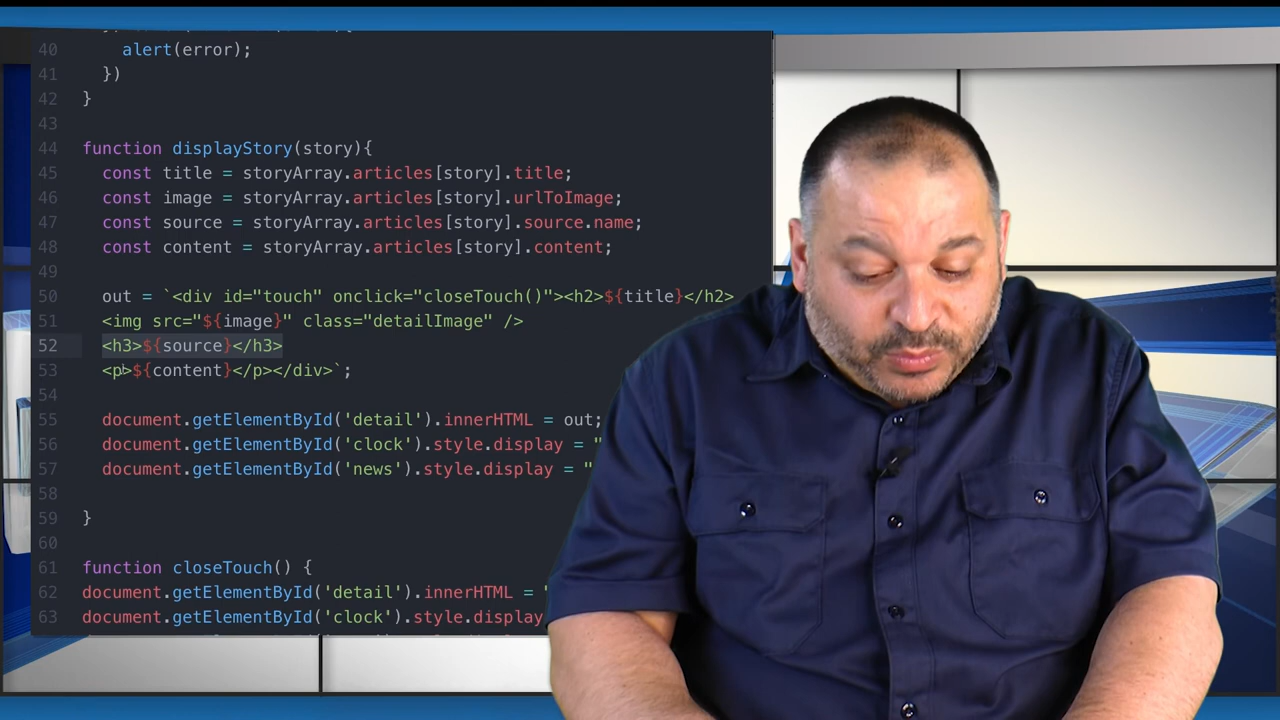 40 alert(error);
41 })
42 }
43
44 function displayStory(story){
45 const title = storyArray.articles[story].title;
46 const image = storyArray.articles[story].urlToImage;
47 const source = storyArray.articles[story].source.name;
48 const content = storyArray.articles[story].content;
49
50 out = `<div id="touch" onclick="closeTouch()"><h2>${title}</h2>
51 <img src="${image}" class="detailImage" />
52 <h3>${source}</h3>
53 <p>${content}</p></div>`;
54
55 document.getElementById('detail').innerHTML = out;
56 document.getElementById('clock').style.display = "
57 document.getElementById('news').style.display = "
58
59 }
60
61 function closeTouch() {
62 document.getElementById('detail').innerHTML = '
63 document.getElementById('clock').style.display